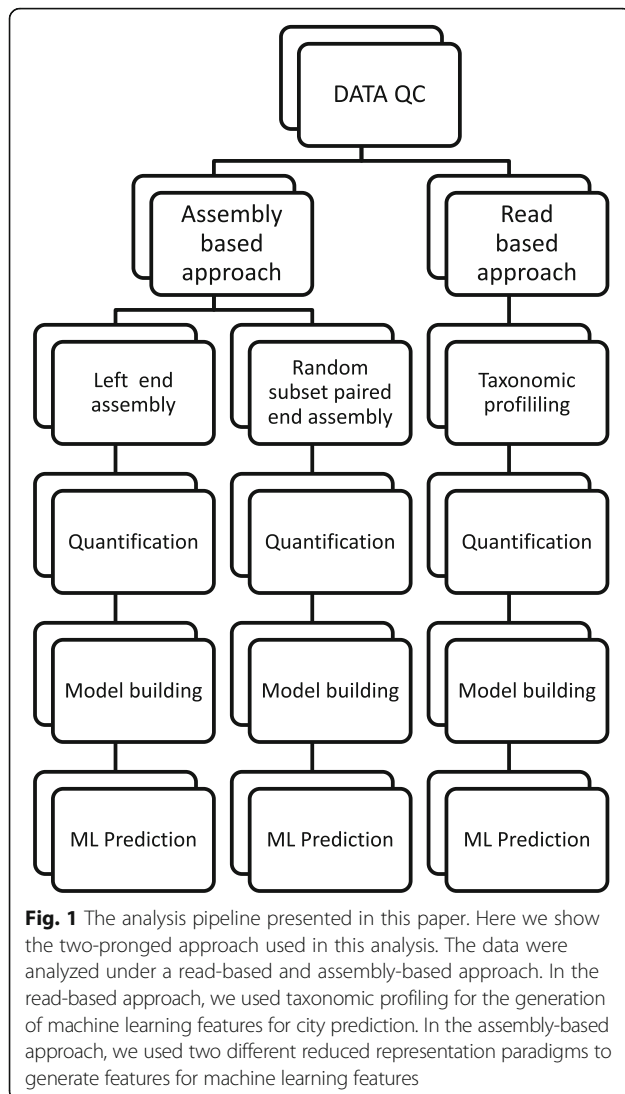 DATA QC
Assembly
based
approach
Read
based
approach
Left end
assembly
Random
subset paired
end assembly
Taxonomic
profililing
Quantification
Quantification
Quantification
Model building
Model building
Model building
ML Prediction
ML Prediction
ML Prediction
Fig. 1 The analysis pipeline presented in this paper. Here we show
the two-pronged approach used in this analysis. The data were
analyzed under a read-based and assembly-based approach. In the
read-based approach, we used taxonomic profiling for the generation
of machine learning features for city prediction. In the assembly-based
approach, we used two different reduced representation paradigms to
generate features for machine learning features